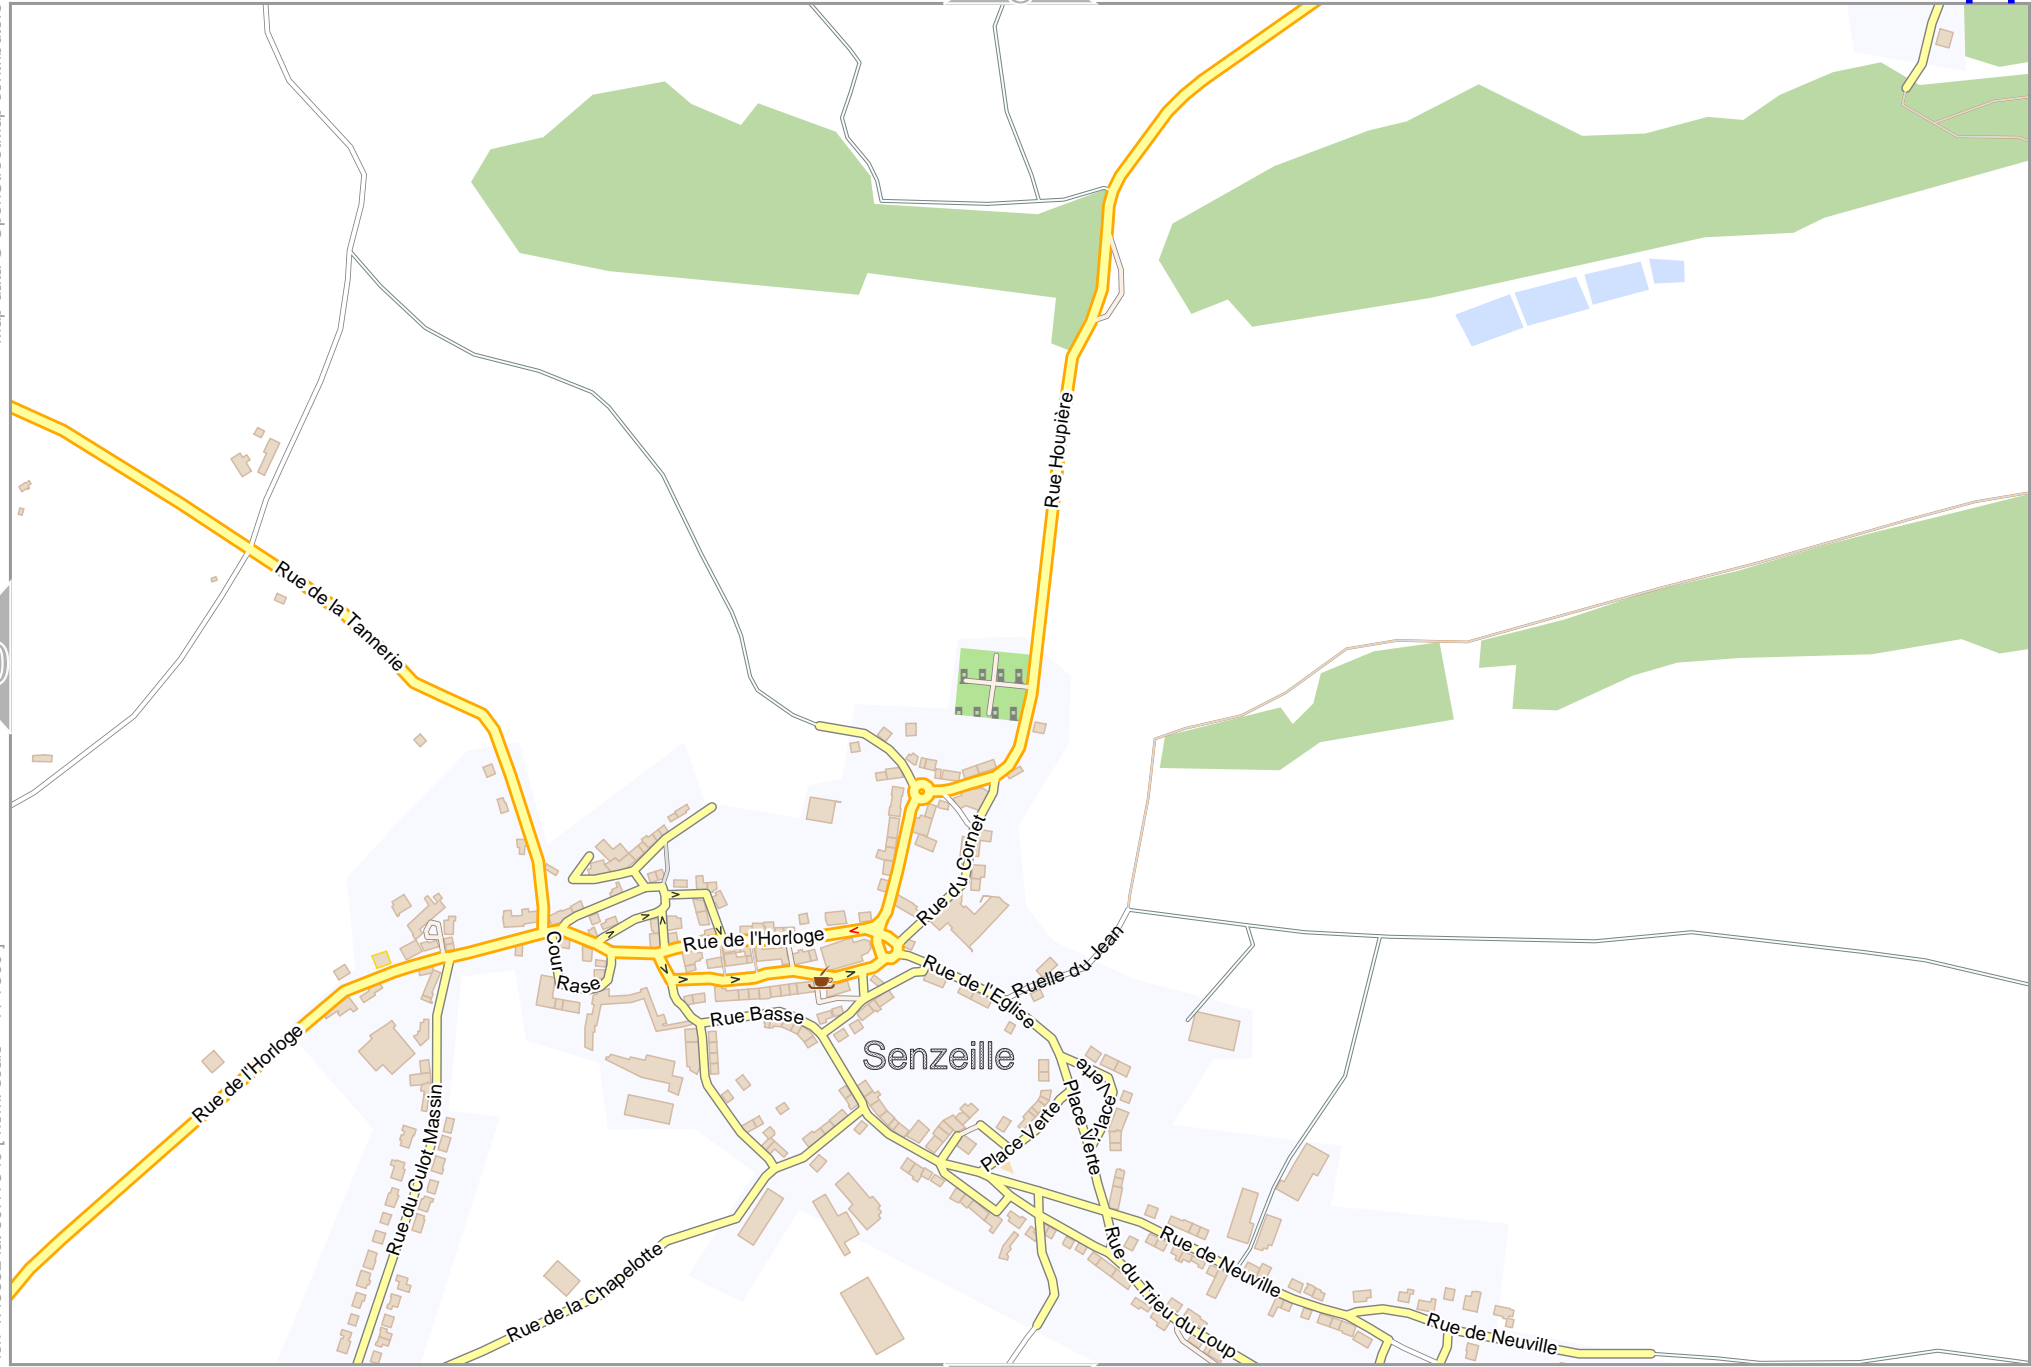 Rue Houpière
Rue de la Tannerie
Rue du Cornet
Rue de l'Horloge
Cour
Rase
Rue de l'Eglise
Ruelle du Jean
Rue Basse
Senzeille
Rue de l'Horloge
Rue du Culot Massin
Place Verte
Place Verte
Place Verte
Rue de la Chapelotte
Rue du Trieu du Loup
Rue de Neuville
Rue de Neuville